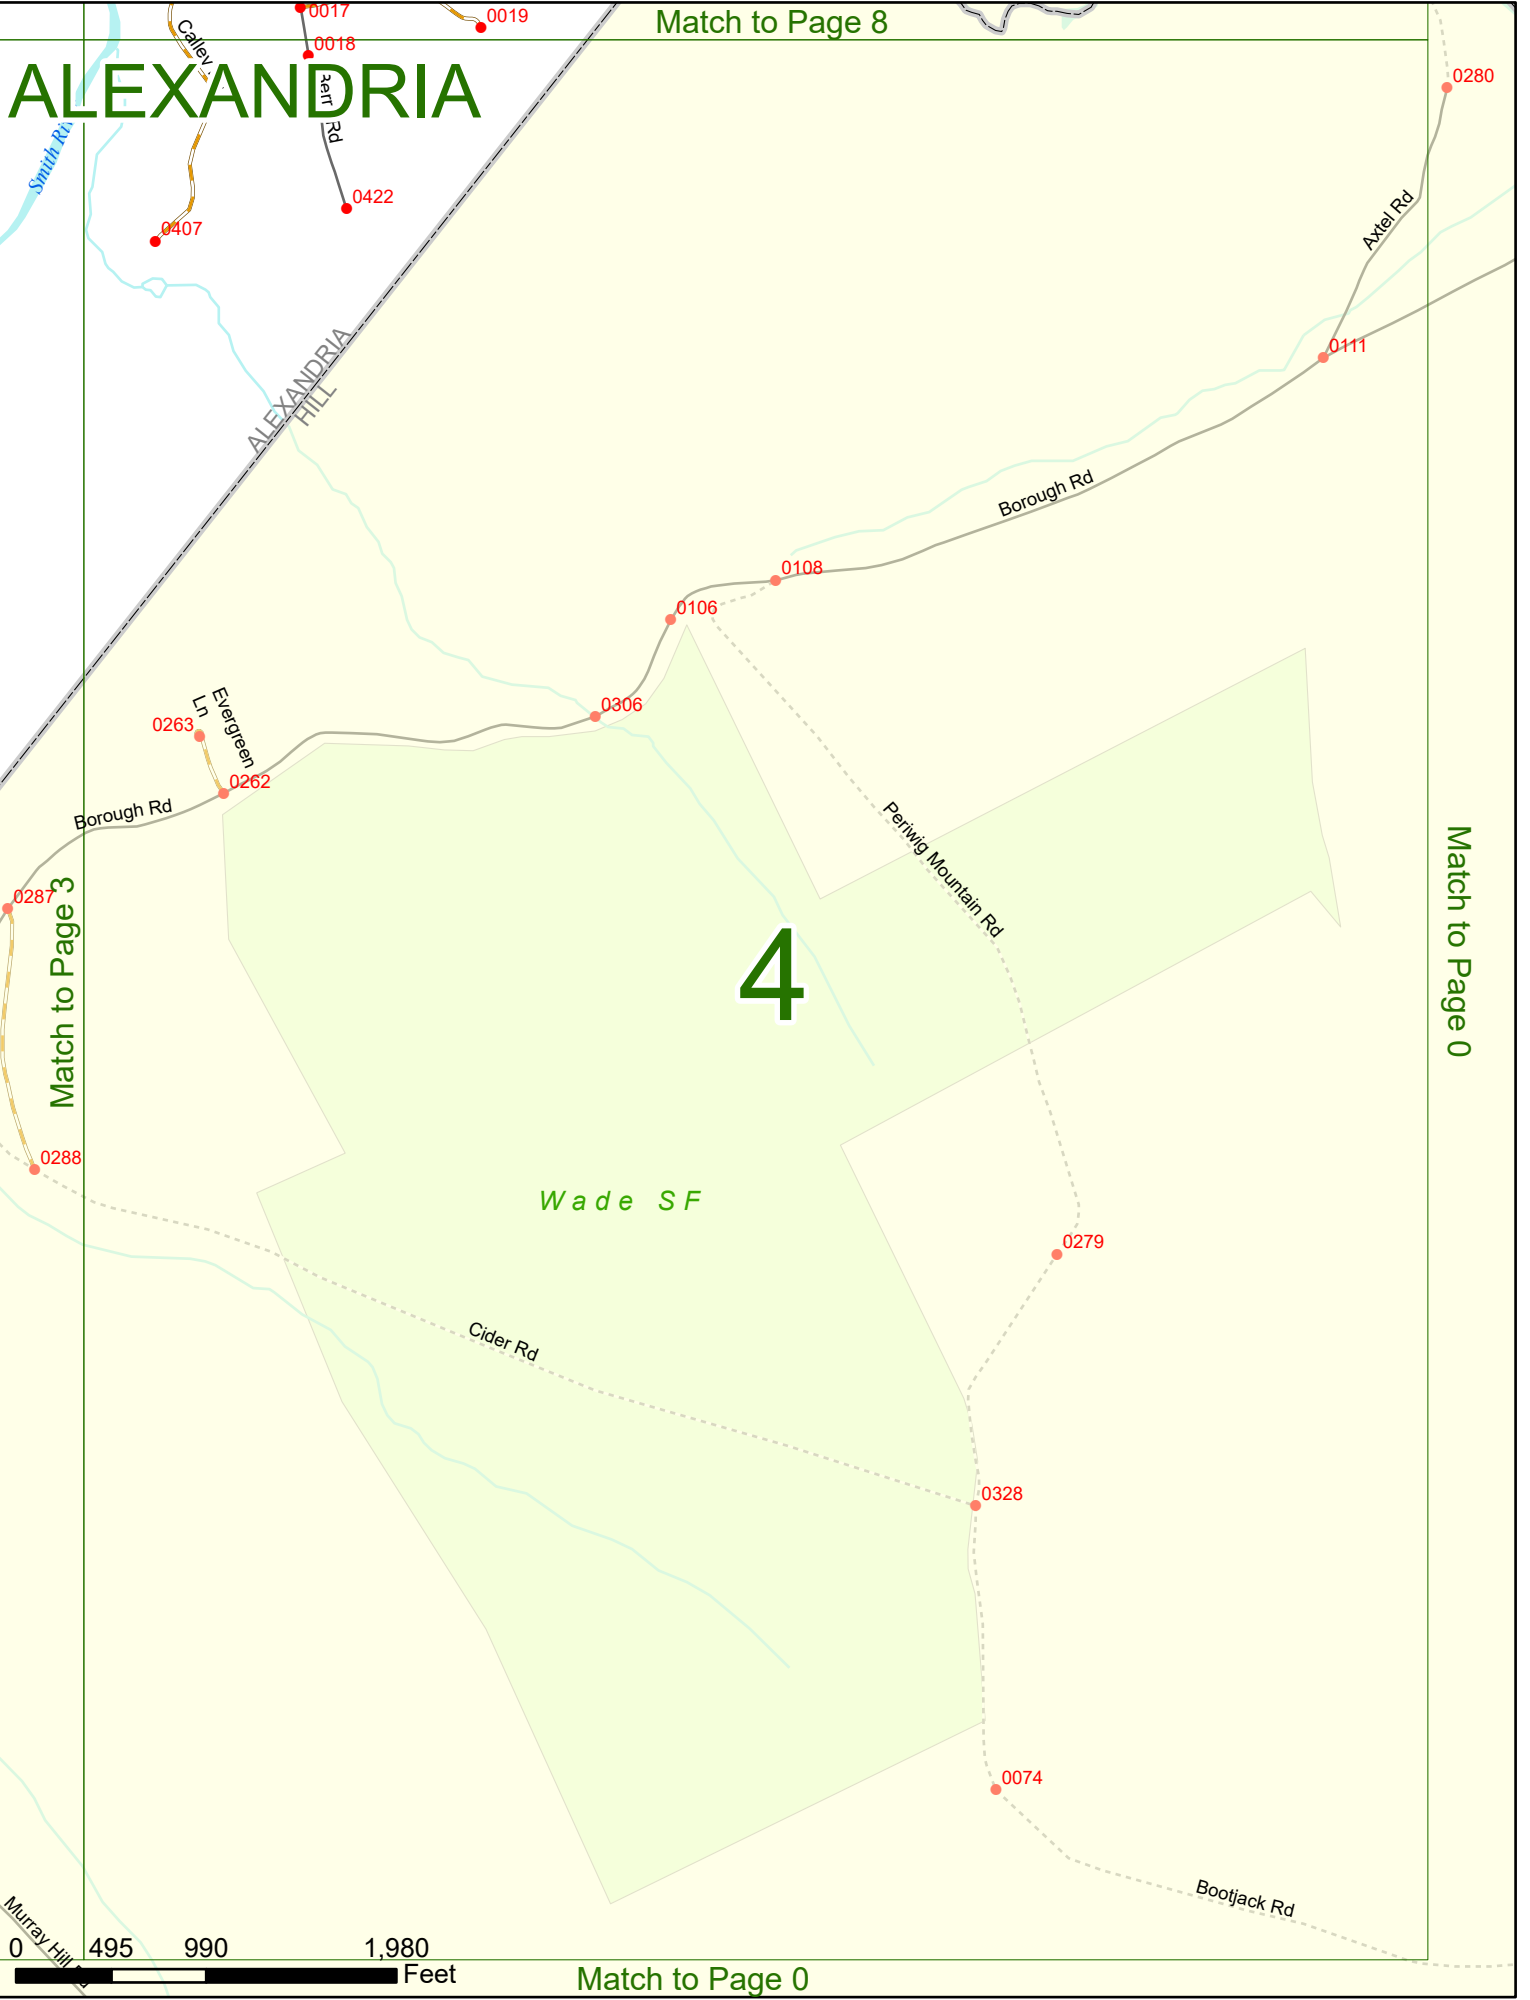 Match to Page 8
0017
0019
0018
0280
ALEXANDRIA
Smith
Rd
0422
0407
Axtel Rd
0111
ALEXANDRIA
HILL
Borough Rd
0108
0106
0306
Evergreen
Ln
0263
0262
Borough Rd
0287
Match to Page 3
Periwig Mountain Rd
Match to Page 0
4
0288
Wade SF
0279
Cider Rd
0328
0074
Bootjack Rd
Murray Hill
0 495 990 1,980
Feet
Match to Page 0